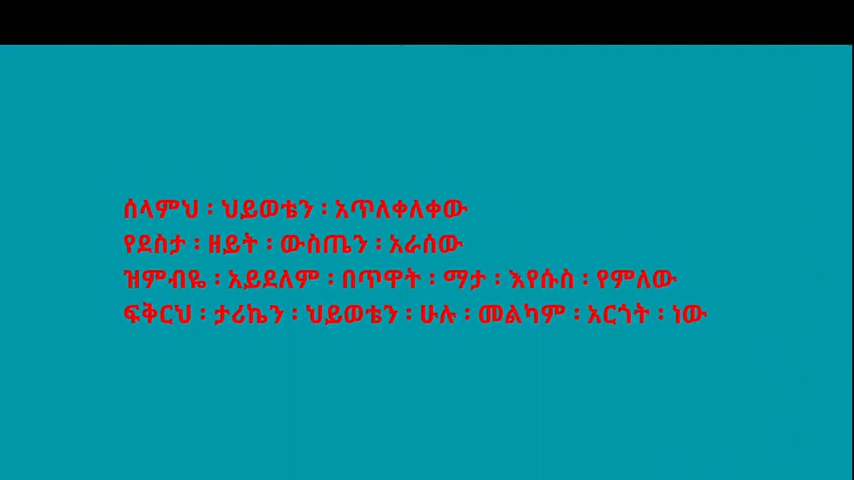 ሰላምህ ፡ ህይወቴን ፡ አጥለቀለቀው
የደስታ ፡ ዘይት ፡ ውስጤን ፡ አራሰው
ዝምብዬ ፡ አይደለም ፡ በጥዋት ፡ ማታ ፡ እየሱስ ፡ የምለው
ፍቅርህ ፡ ታሪኬን ፡ ህይወቴን ፡ ሁሉ ፡ መልካም ፡ አርጎት ፡ ነው